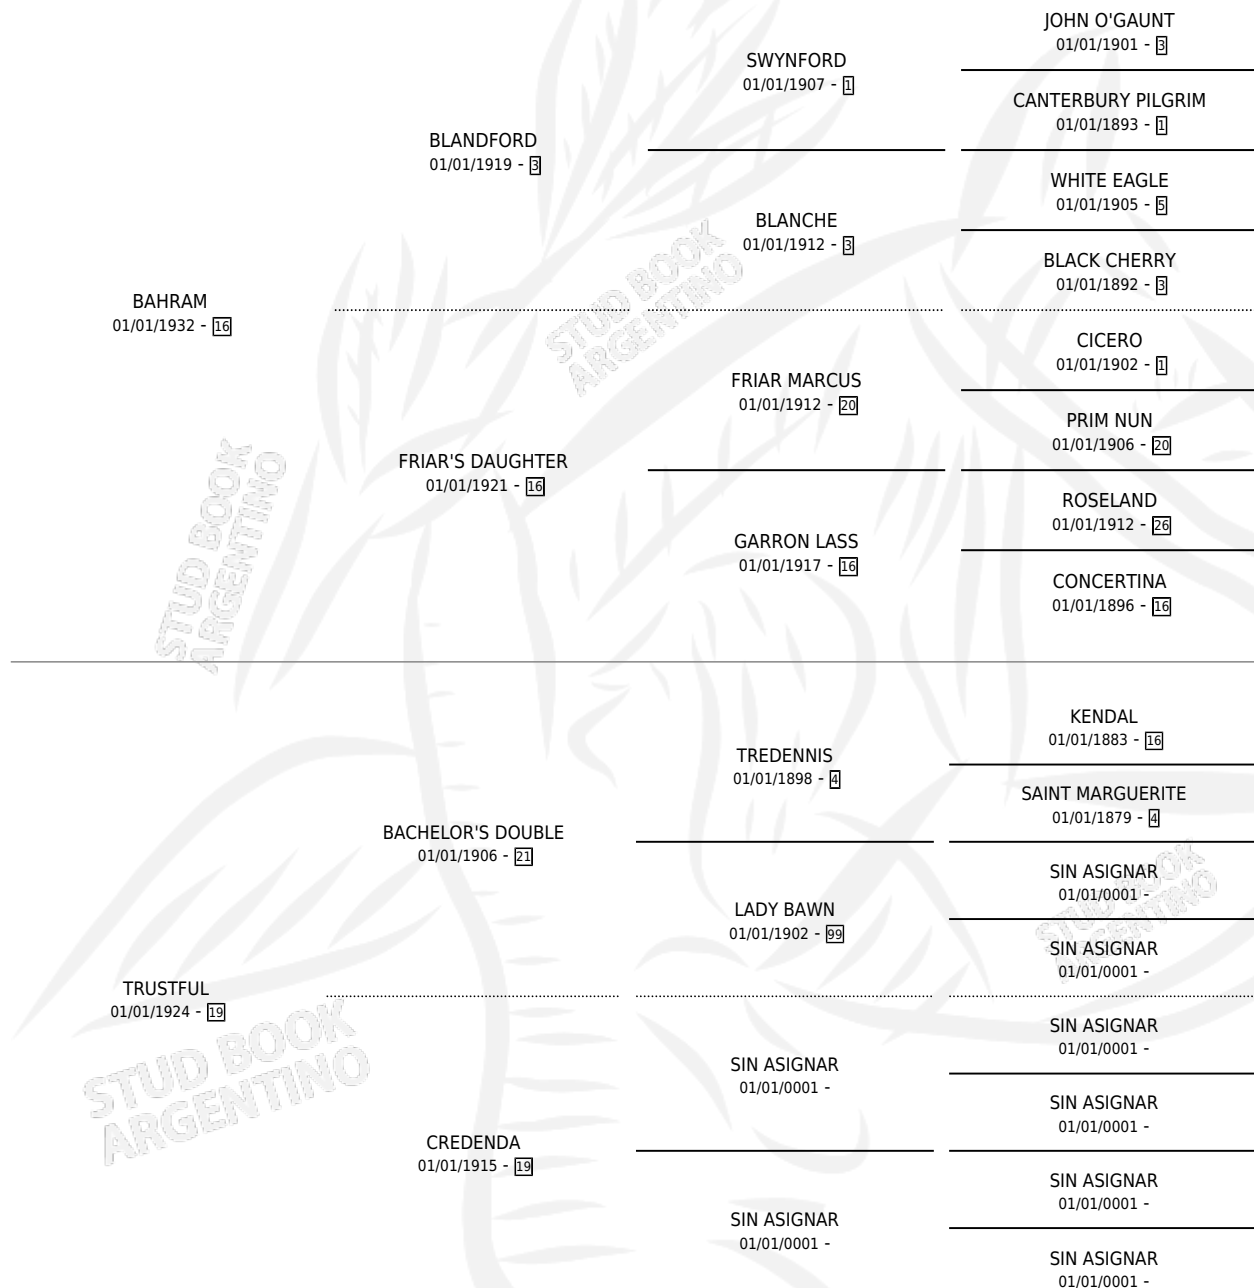 JOHN O'GAUNT
01/01/1901 - 3
SWYNFORD
01/01/1907 - 1
CANTERBURY PILGRIM
01/01/1893 - 1
BLANDFORD
01/01/1919 - 3
WHITE EAGLE
01/01/1905 - 5
BLANCHE
01/01/1912 - 3
BLACK CHERRY
01/01/1892 - 3
BAHRAM
01/01/1932 - 16
STUD BOOK
ARGENTINO
CICERO
01/01/1902 - 1
FRIAR MARCUS
01/01/1912 - 20
PRIM NUN
01/01/1906 - 20
FRIAR'S DAUGHTER
01/01/1921 - 16
ROSELAND
01/01/1912 - 26
GARRON LASS
01/01/1917 - 16
CONCERTINA
01/01/1896 - 16
STUD BOOK
ARGENTINO
KENDAL
01/01/1883 - 16
TREDENNIS
01/01/1898 - 4
SAINT MARGUERITE
01/01/1879 - 4
BACHELOR'S DOUBLE
01/01/1906 - 21
SIN ASIGNAR
01/01/0001 -
LADY BAWN
01/01/1902 - 99
STUD BOOK
ARGENTINO
SIN ASIGNAR
01/01/0001 -
TRUSTFUL
01/01/1924 - 19
STUD BOOK
ARGENTINO
SIN ASIGNAR
01/01/0001 -
SIN ASIGNAR
01/01/0001 -
SIN ASIGNAR
01/01/0001 -
CREDENDA
01/01/1915 - 19
SIN ASIGNAR
01/01/0001 -
SIN ASIGNAR
01/01/0001 -
SIN ASIGNAR
01/01/0001 -